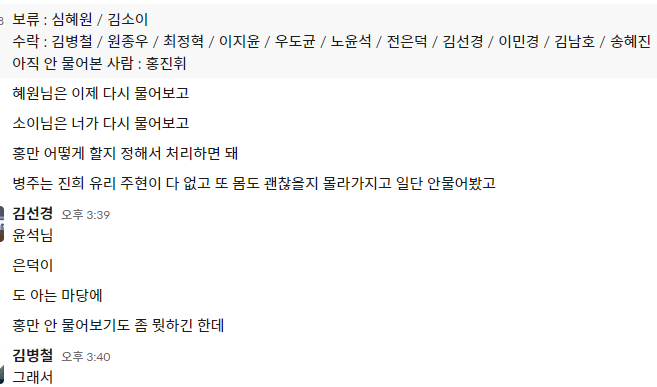 보류 : 심혜원 / 김소이
수락 : 김병철 / 원종우 / 최정혁 / 이지윤 / 우도균 / 노윤석 / 전은덕 / 김선경 / 이민경 / 김남호 / 송혜진
아직 안 물어본 사람 : 홍진휘
혜원님은 이제 다시 물어보고
소이님은 너가 다시 물어보고
홍만 어떻게 할지 정해서 처리하면 돼
병주는 진희 유리 주현이 다 없고 또 몸도 괜찮을지 몰라가지고 일단 안물어봤고
김선경 오후 3:39
윤석님
은덕이
도 아는 마당에
홍만 안 물어보기도 좀 뭣하긴 한데
김병철 오후 3:40
그래서